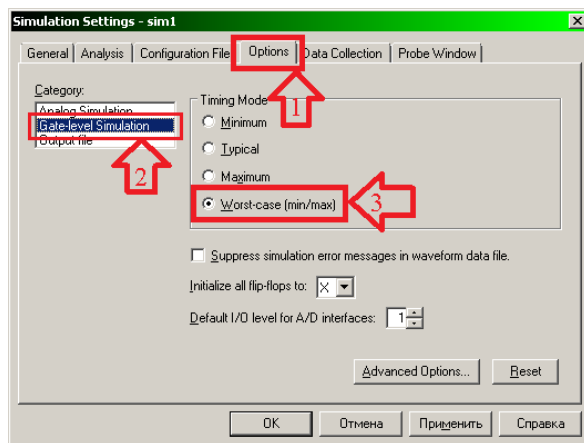 Simulation Settings - sim1
General
Analysis
Configuration File
Options
Data Collection
Probe Window
1
Category:
Analog Simulation
Gate-level Simulation
Output file
2
Timing Mode
Minimum
Typical
Maximum
Worst-case (min/max)
3
Suppress simulation error messages in waveform data file.
Initialize all flip-flops to: X
Default I/O level for A/D interfaces: 1
Advanced Options...
Reset
OK
Отмена
Применить
Справка